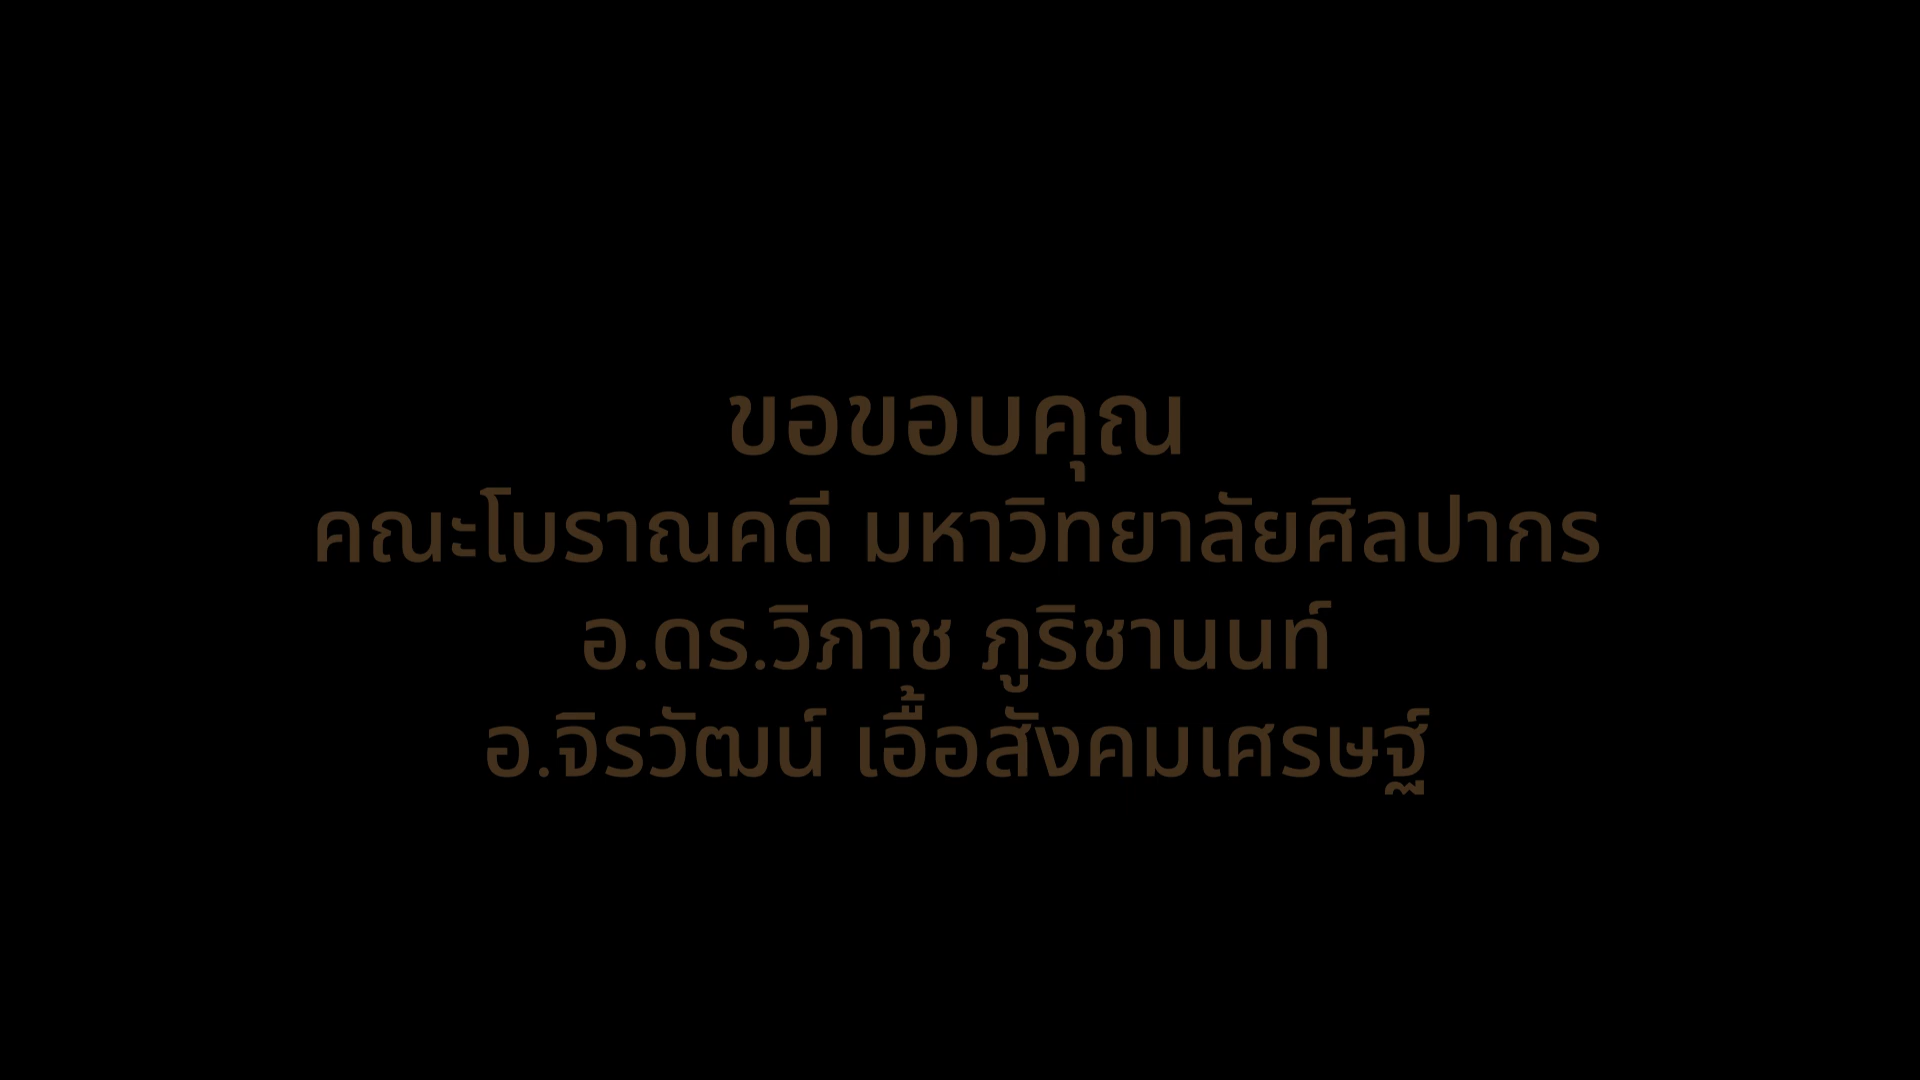 ขอขอบคุณ
คณะโบราณคดี มหาวิทยาลัยศิลปากร
อ.ดร.วิภาช ภูริชานนท์
อ.จิรวัฒน์ เอื้อสังคมเศรษฐ์